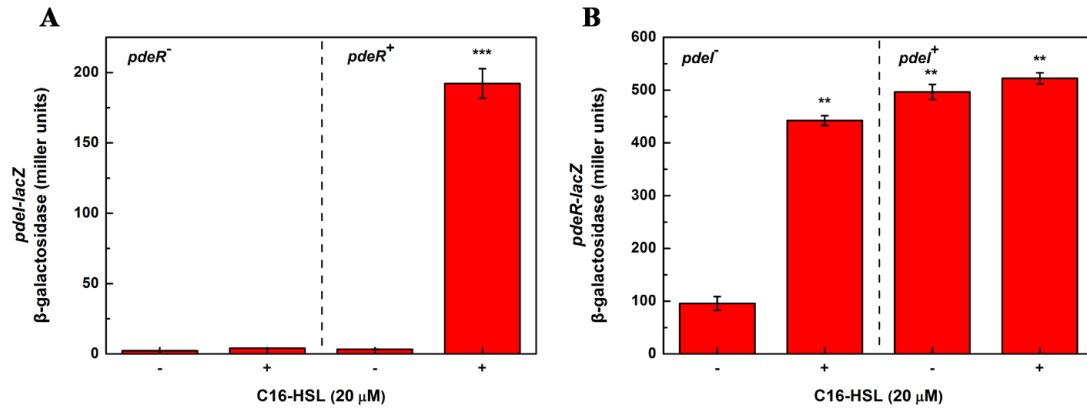 A
pdeR-
pdeR+
***
200
150
100
50
0
pdeI-lacZ
β-galactosidase (miller units)
- + - +
C16-HSL (20 μM)
B
pdeI-
pdeI+
**
**
**
600
500
400
300
200
100
0
pdeR-lacZ
β-galactosidase (miller units)
- + - +
C16-HSL (20 μM)